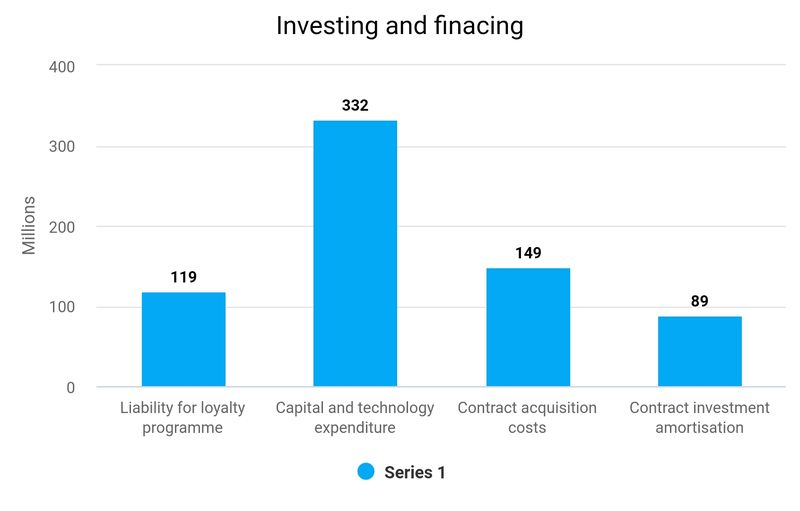 Investing and finacing
400
332
300
Millions
200
149
119
100
89
0
Liability for loyalty
programme
Capital and technology
expenditure
Contract acquisition
costs
Contract investment
amortisation
Series 1